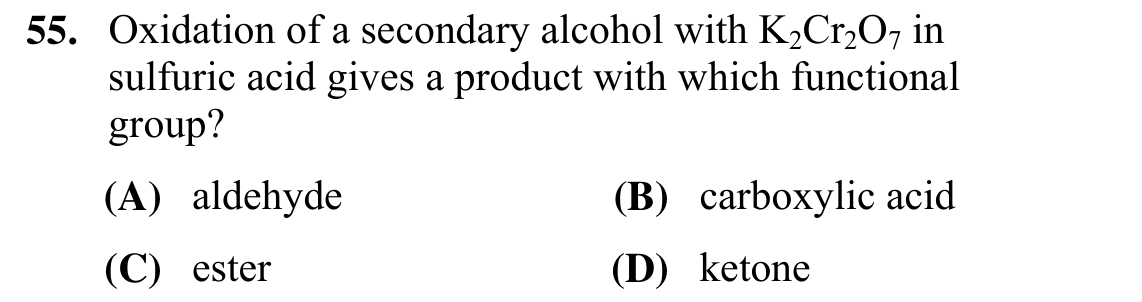 55. Oxidation of a secondary alcohol with K₂Cr₂O₇ in
sulfuric acid gives a product with which functional
group?
(A) aldehyde (B) carboxylic acid
(C) ester (D) ketone